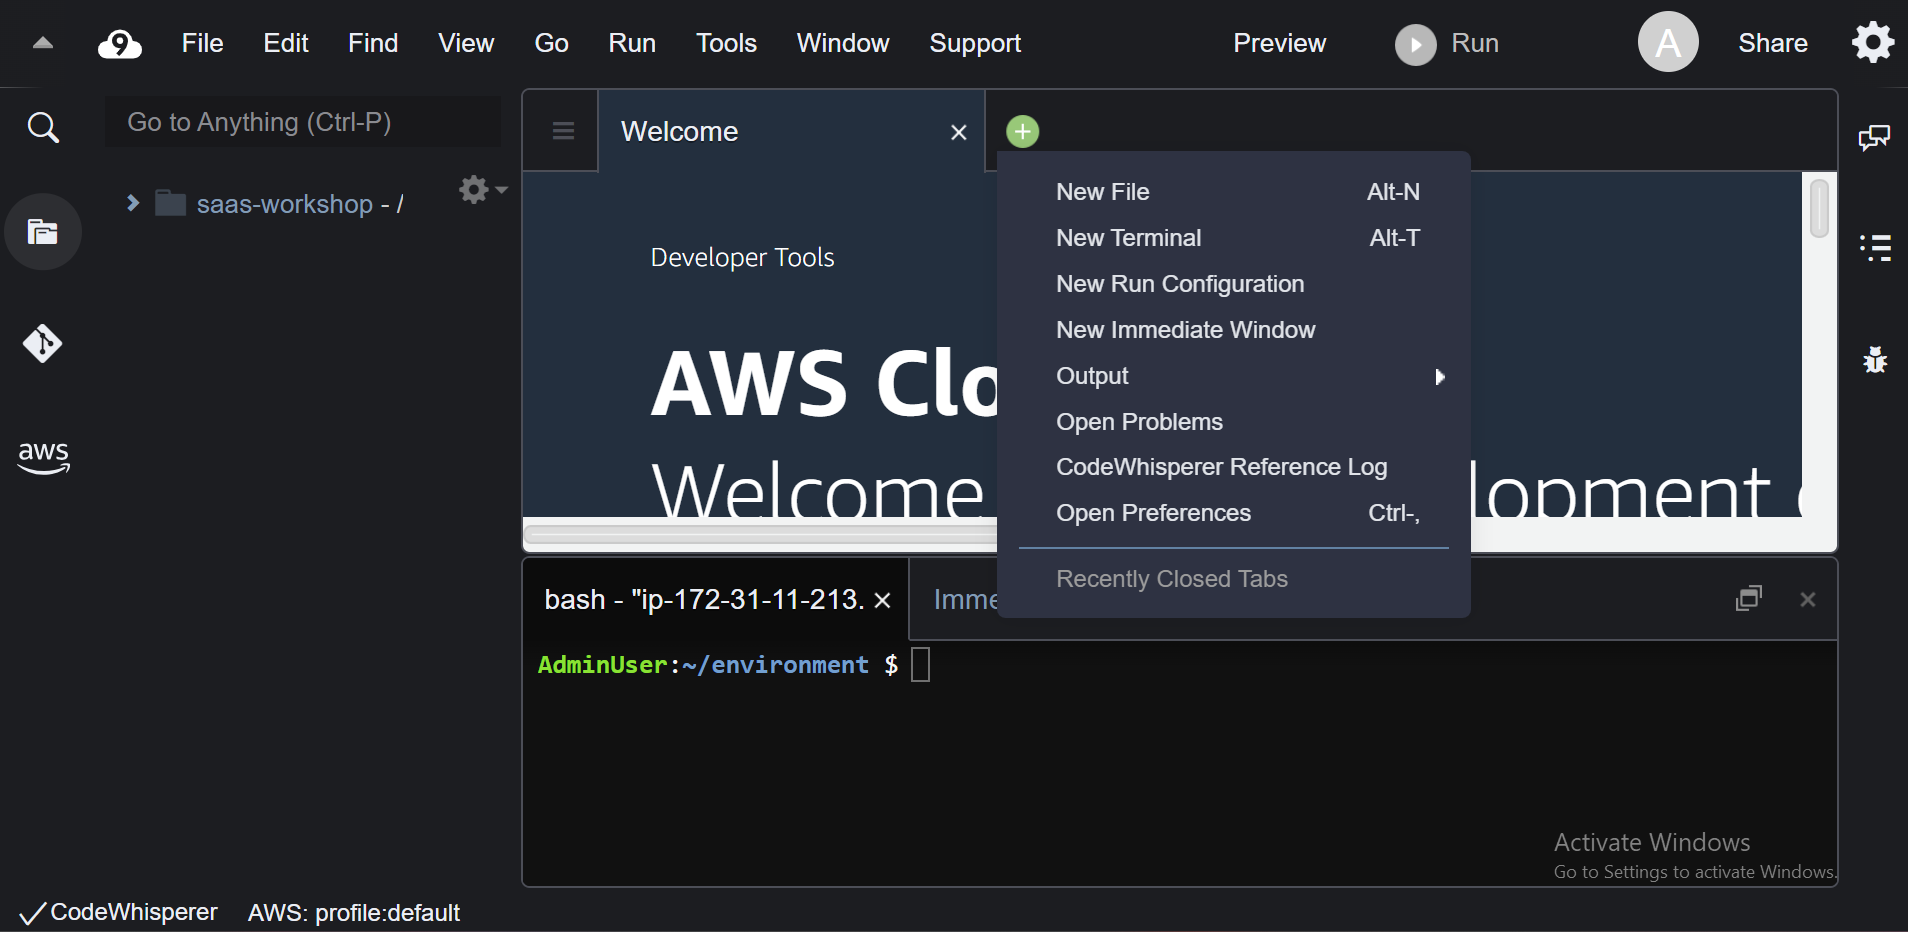 9 File Edit Find View Go Run Tools Window Support Preview Run A Share
Go to Anything (Ctrl-P)
saas-workshop - /
aws
Welcome
Developer Tools
AWS Clo
Welcome lopment
New File Alt-N
New Terminal Alt-T
New Run Configuration
New Immediate Window
Output
Open Problems
CodeWhisperer Reference Log
Open Preferences Ctrl-,
Recently Closed Tabs
bash - "ip-172-31-11-213. Imme
AdminUser:~/environment $
Activate Windows
Go to Settings to activate Windows.
CodeWhisperer AWS: profile:default